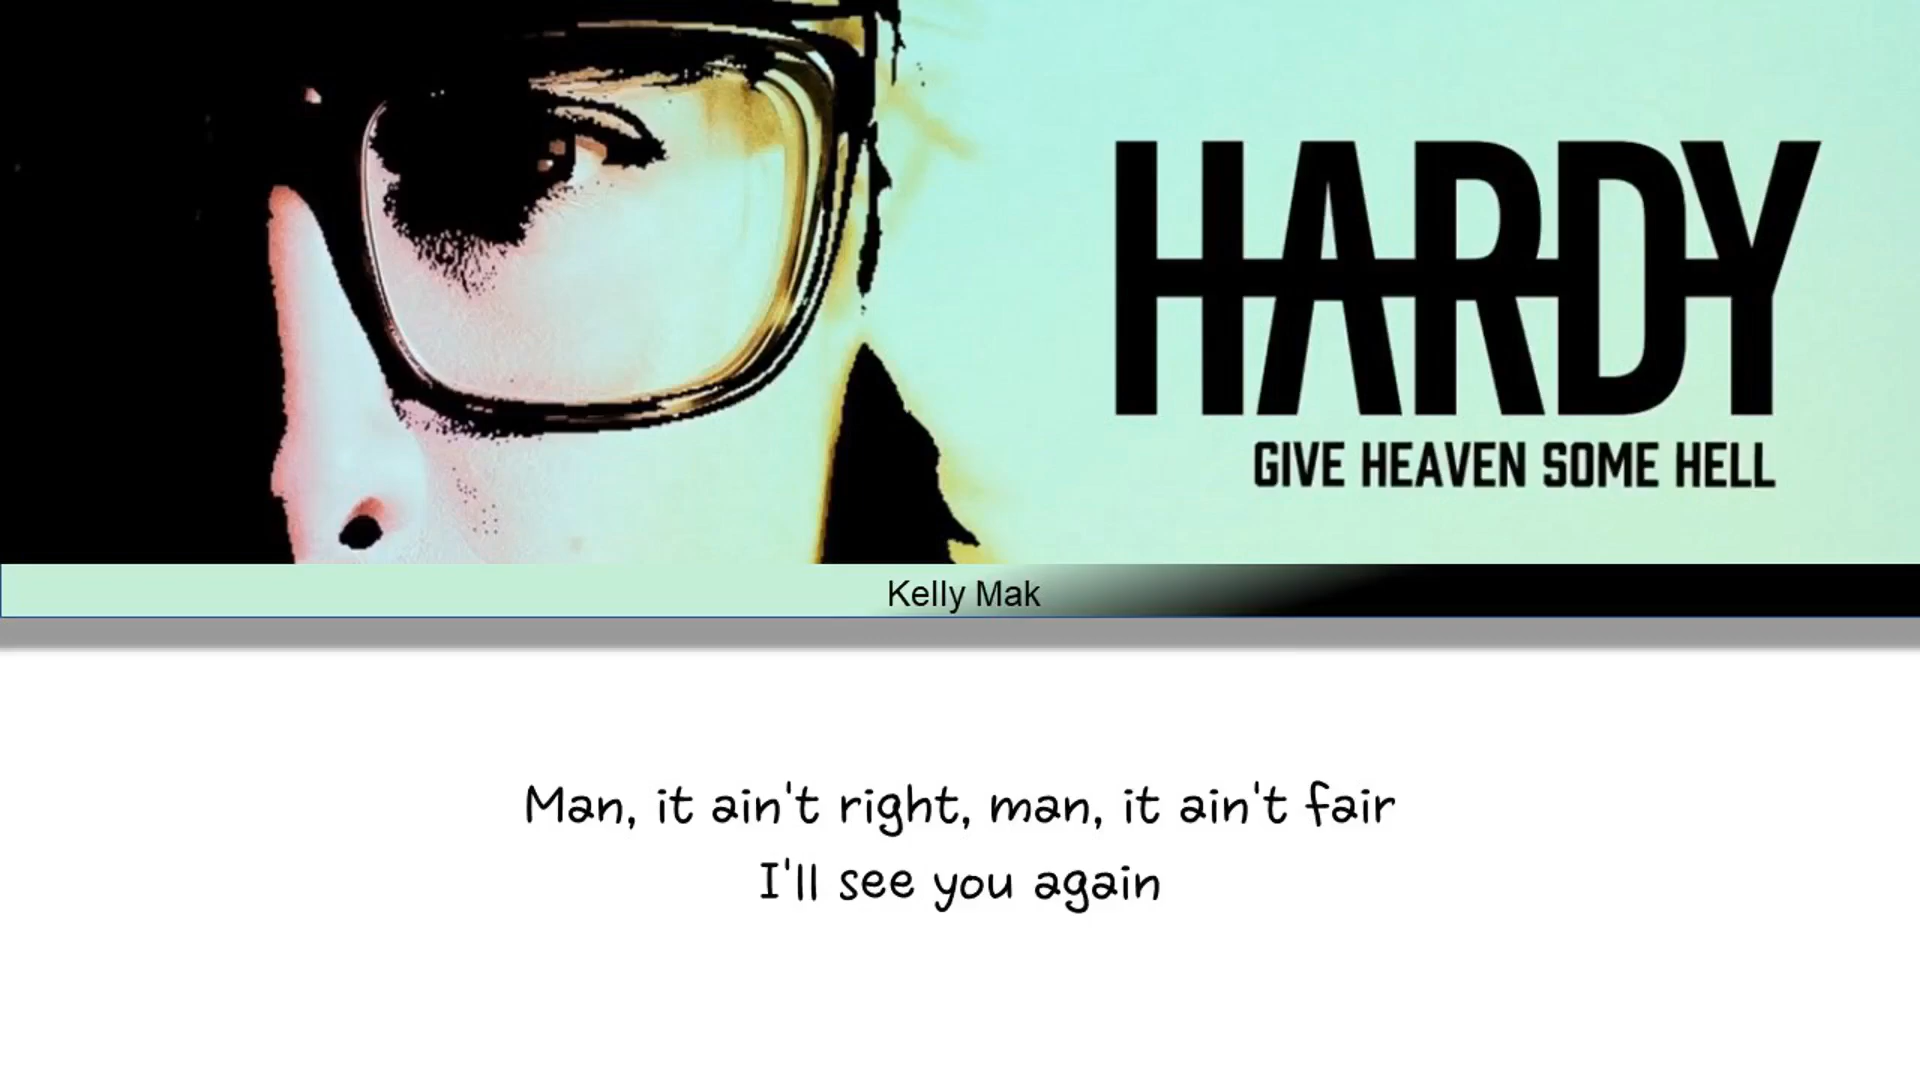 HARDY
GIVE HEAVEN SOME HELL
Kelly Mak
Man, it ain't right, man, it ain't fair
I'll see you again